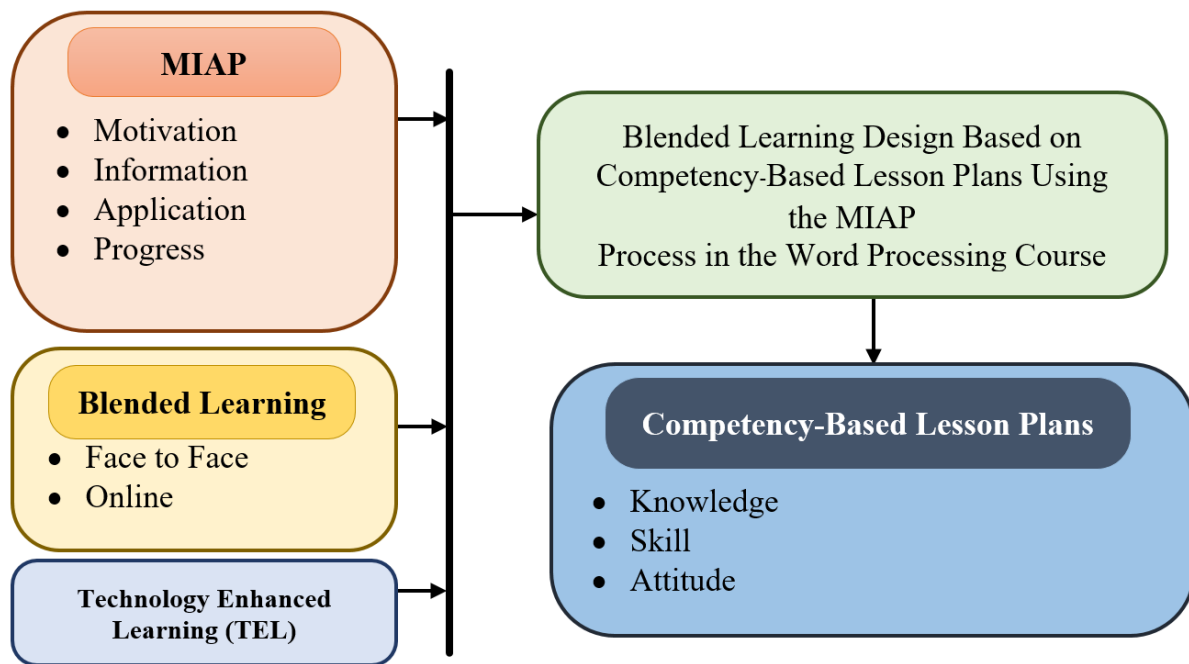 MIAP
Motivation
Information
Application
Progress
Blended Learning
Face to Face
Online
Technology Enhanced
Learning (TEL)
Blended Learning Design Based on
Competency-Based Lesson Plans Using
the MIAP
Process in the Word Processing Course
Competency-Based Lesson Plans
Knowledge
Skill
Attitude